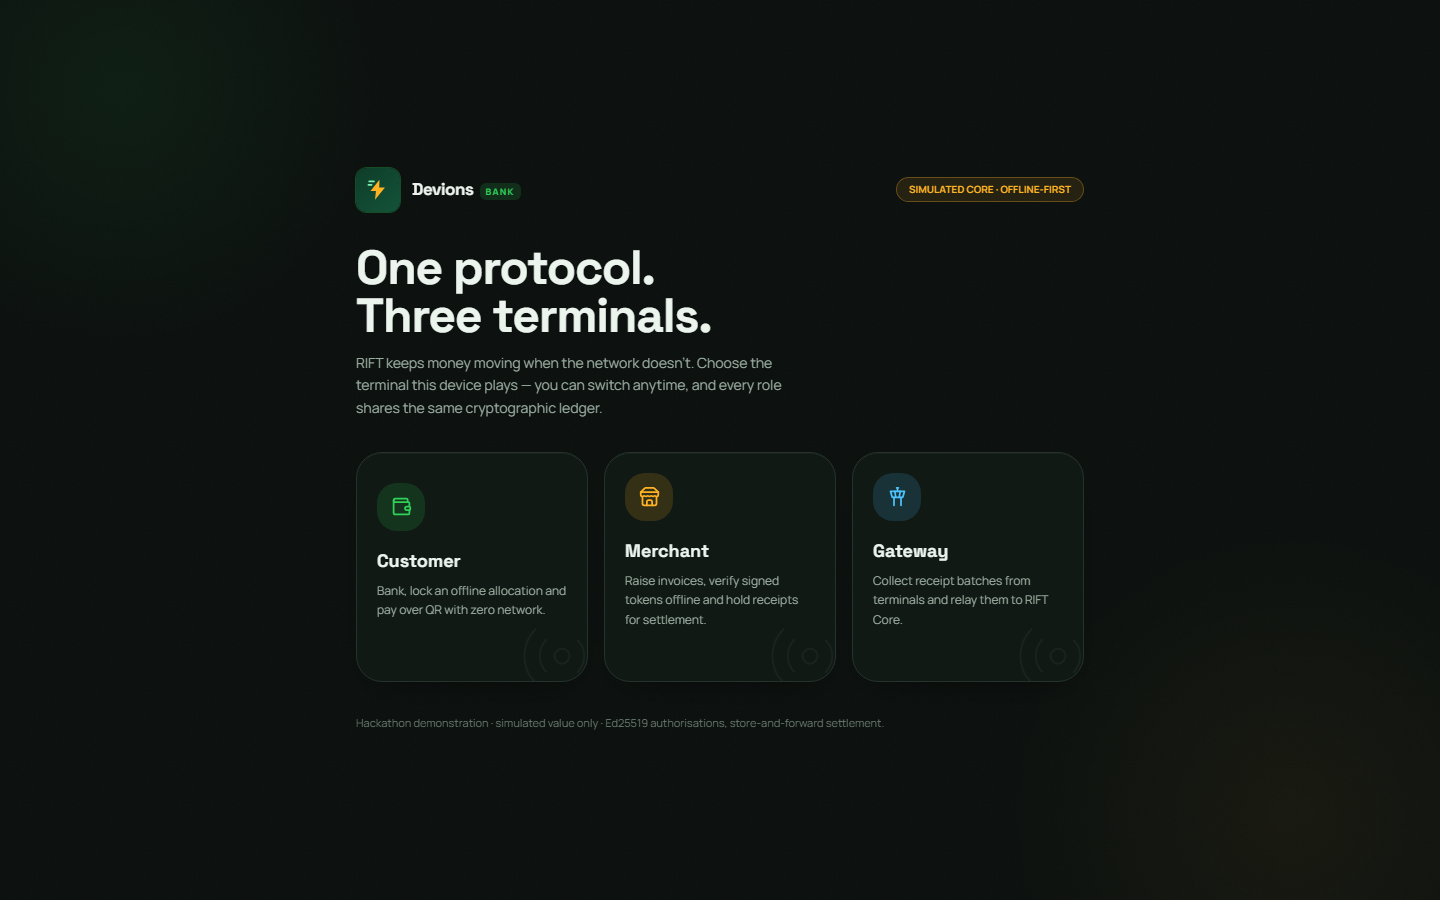 Devions BANK
SIMULATED CORE · OFFLINE-FIRST
One protocol.
Three terminals.
RIFT keeps money moving when the network doesn't. Choose the
terminal this device plays — you can switch anytime, and every role
shares the same cryptographic ledger.
Customer
Bank, lock an offline allocation and
pay over QR with zero network.
Merchant
Raise invoices, verify signed
tokens offline and hold receipts
for settlement.
Gateway
Collect receipt batches from
terminals and relay them to RIFT
Core.
Hackathon demonstration · simulated value only · Ed25519 authorisations, store-and-forward settlement.